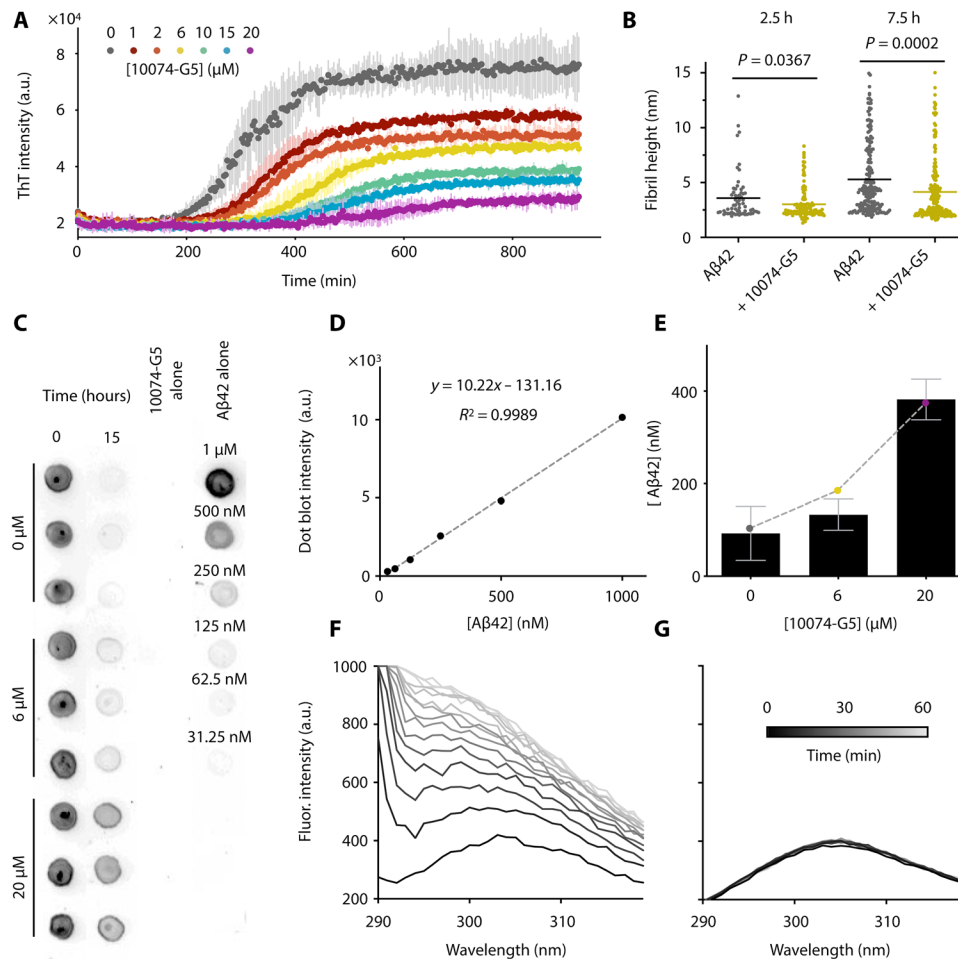 A
×10⁴
0 1 2 6 10 15 20
[10074-G5] (μM)
ThT intensity (a.u.)
8
6
4
2
0 200 400 600 800
Time (min)
B
2.5 h 7.5 h
P = 0.0367
P = 0.0002
Fibril height (nm)
15
10
5
0
Aβ42
+ 10074-G5
Aβ42
+ 10074-G5
C
Time (hours)
0 15
10074-G5
alone
Aβ42 alone
1 μM
500 nM
250 nM
125 nM
62.5 nM
31.25 nM
0 μM
6 μM
20 μM
D
×10³
y = 10.22x – 131.16
R² = 0.9989
Dot blot intensity (a.u.)
10
5
0
0 500 1000
[Aβ42] (nM)
E
[ Aβ42] (nM)
400
200
0
0 6 20
[10074-G5] (μM)
F
Fluor. intensity (a.u.)
1000
800
600
400
200
290 300 310
Wavelength (nm)
G
0 30 60
Time (min)
290 300 310
Wavelength (nm)